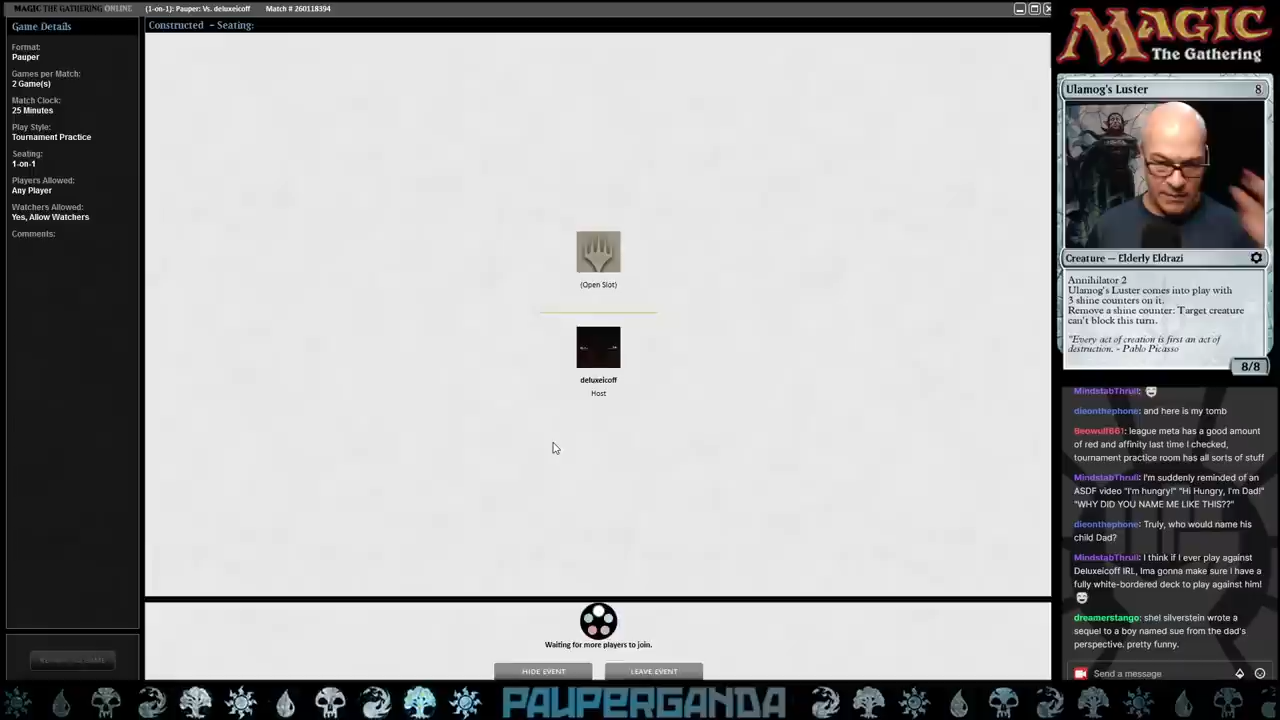 MAGIC THE GATHERING ONLINE (1-on-1): Pauper: Vs. deluxeicoff Match # 260118394
Game Details
Format:
Pauper
Games per Match:
2 Game(s)
Match Clock:
25 Minutes
Play Style:
Tournament Practice
Seating:
1-on-1
Players Allowed:
Any Player
Watchers Allowed:
Yes, Allow Watchers
Comments:
Constructed - Seating:
(Open Slot)
deluxeicoff
Host
Waiting for more players to join.
HIDE EVENT LEAVE EVENT
MAGIC
The Gathering
Ulamog's Luster 8
Creature — Elderly Eldrazi
Annihilator 2
Ulamog's Luster comes into play with
3 shine counters on it.
Remove a shine counter: Target creature
can't block this turn.
"Every act of creation is first an act of
destruction. - Pablo Picasso
8/8
MindstabThrull:
dieonthephone: and here is my tomb
Beowulf661: league meta has a good amount
of red and affinity last time I checked,
tournament practice room has all sorts of stuff
MindstabThrull: I'm suddenly reminded of an
ASDF video "I'm hungry!" "Hi Hungry, I'm Dad!"
"WHY DID YOU NAME ME LIKE THIS??"
dieonthephone: Truly, who would name his
child Dad?
MindstabThrull: I think if I ever play against
Deluxeicoff IRL, Ima gonna make sure I have a
fully white-bordered deck to play against him!
dreamerstango: shel silverstein wrote a
sequel to a boy named sue from the dad's
perspective. pretty funny.
Send a message
PAUPERGANDA